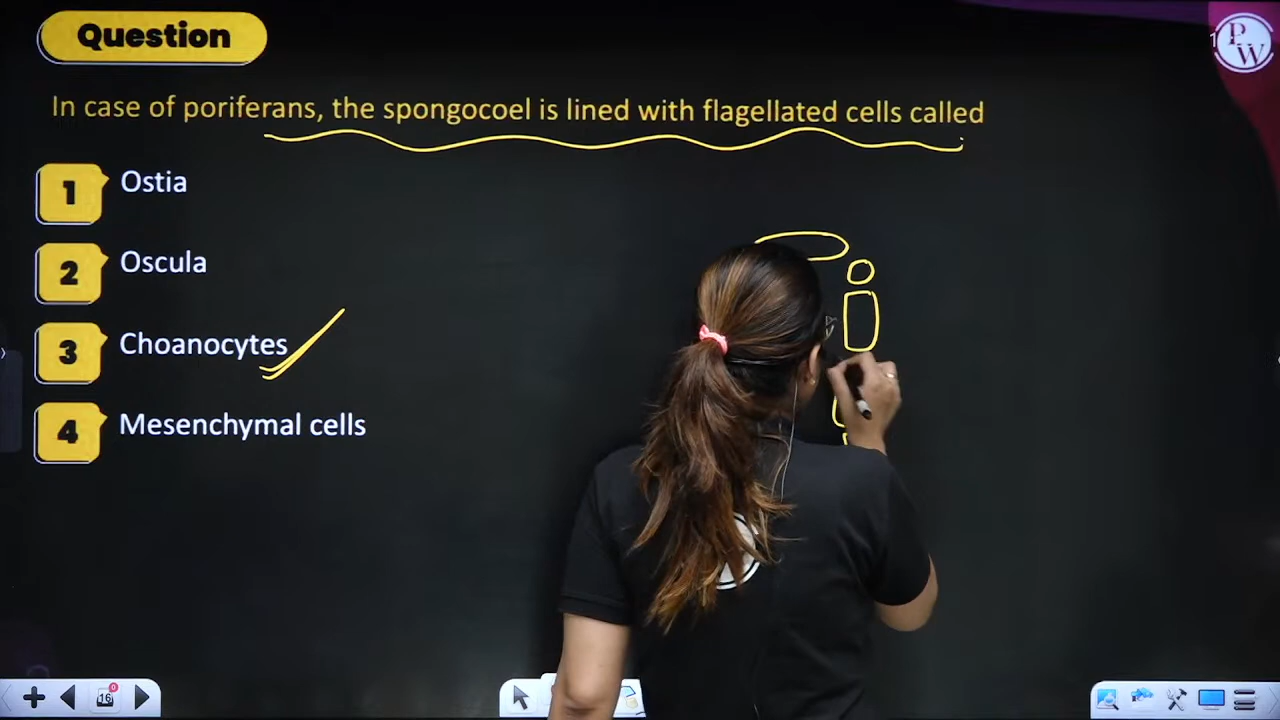 Question
P
W
In case of poriferans, the spongocoel is lined with flagellated cells called
1 Ostia
2 Oscula
3 Choanocytes
4 Mesenchymal cells
16